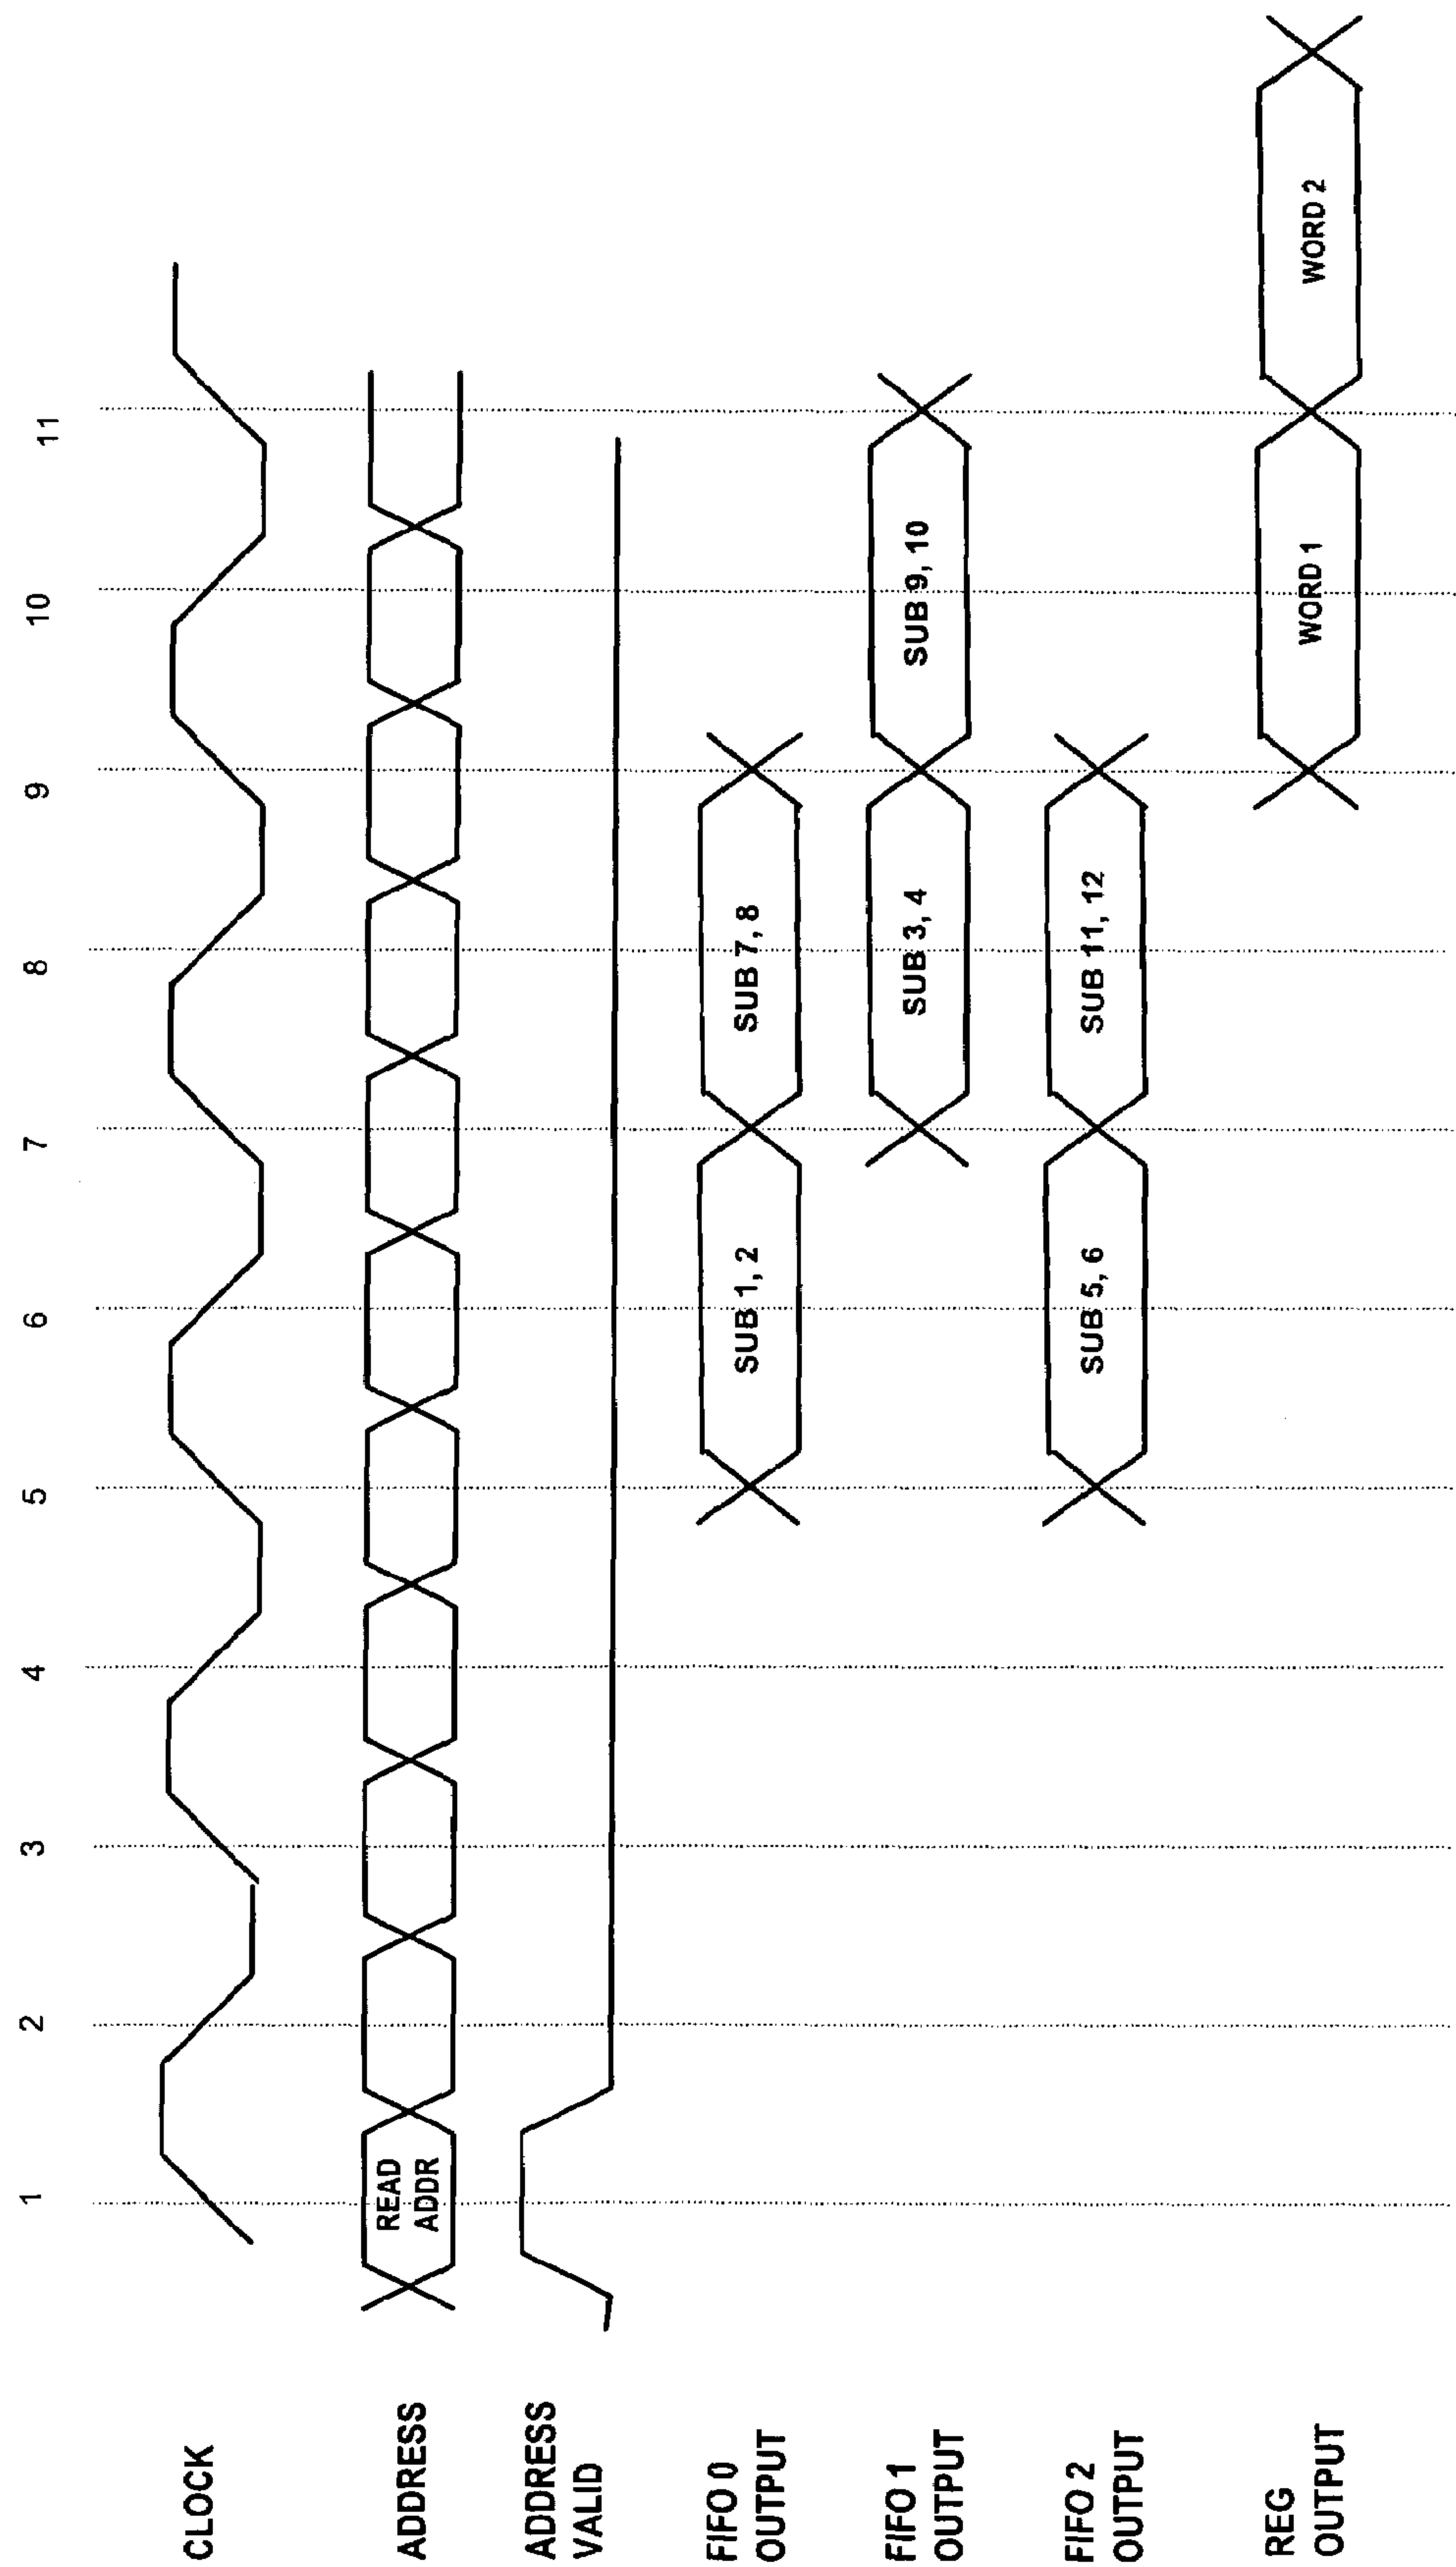 1 2 3 4 5 6 7 8 9 10 11
CLOCK
ADDRESS
READ
ADDR
ADDRESS
VALID
FIFO 0
OUTPUT
SUB 1, 2
SUB 7, 8
FIFO 1
OUTPUT
SUB 3, 4
SUB 9, 10
FIFO 2
OUTPUT
SUB 5, 6
SUB 11, 12
REG
OUTPUT
WORD 1
WORD 2